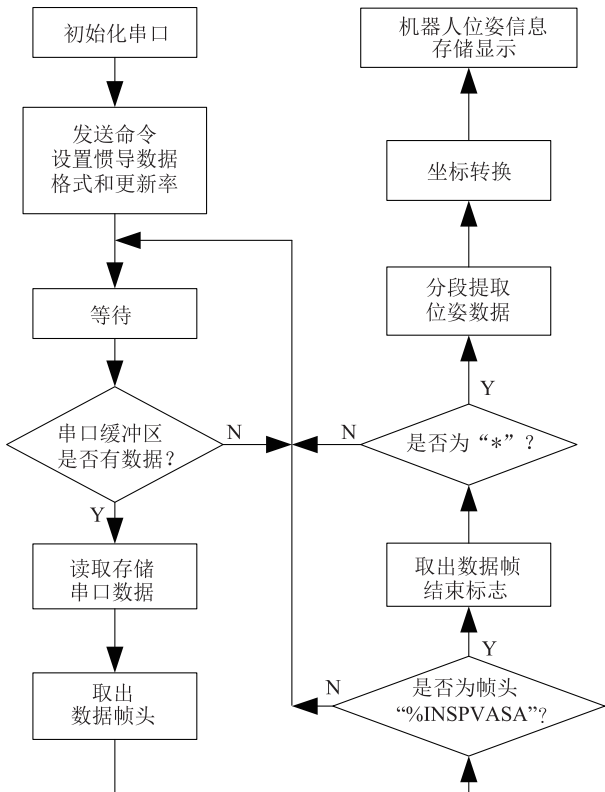 初始化串口
发送命令
设置惯导数据
格式和更新率
等待
串口缓冲区
是否有数据？
N
Y
读取存储
串口数据
取出
数据帧头
是否为帧头
“%INSPVASA”?
N
Y
取出数据帧
结束标志
是否为“*”？
N
Y
分段提取
位姿数据
坐标转换
机器人位姿信息
存储显示